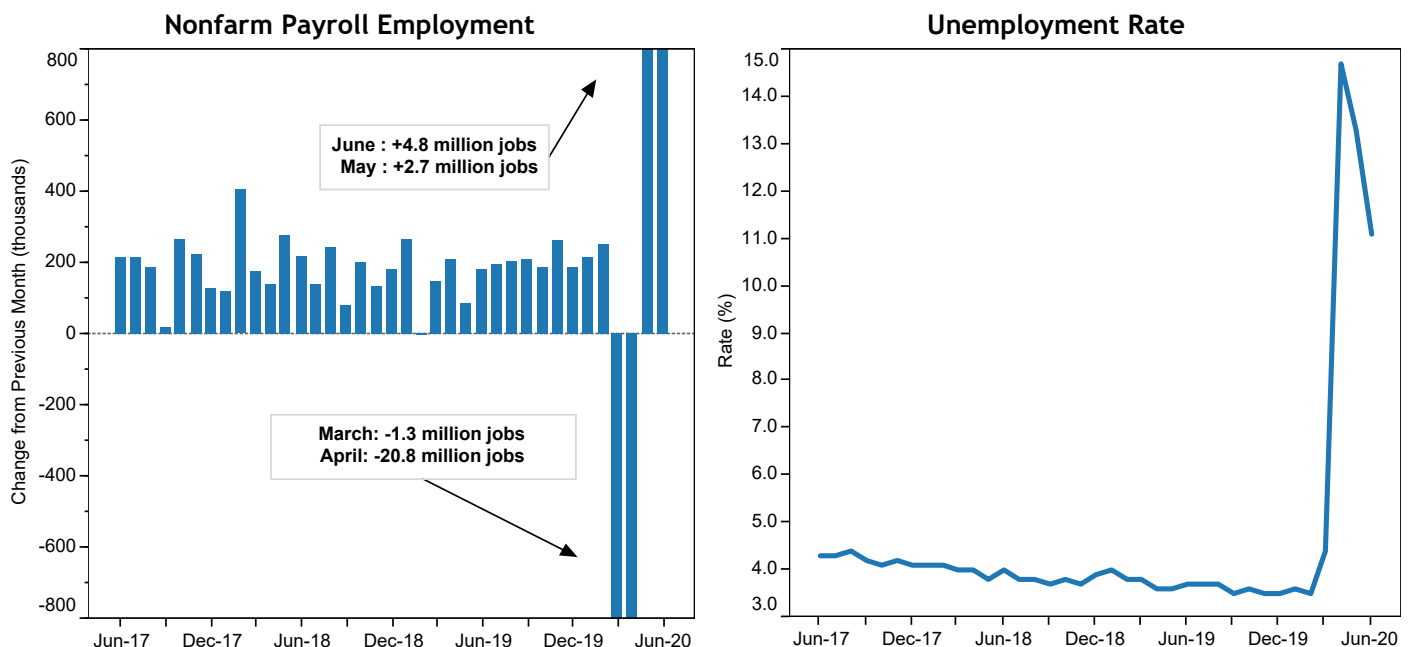 Nonfarm Payroll Employment
Change from Previous Month (thousands)
800
600
400
200
0
-200
-400
-600
-800
June : +4.8 million jobs
May : +2.7 million jobs
March: -1.3 million jobs
April: -20.8 million jobs
Jun-17 Dec-17 Jun-18 Dec-18 Jun-19 Dec-19 Jun-20
Unemployment Rate
Rate (%)
15.0
14.0
13.0
12.0
11.0
10.0
9.0
8.0
7.0
6.0
5.0
4.0
3.0
Jun-17 Dec-17 Jun-18 Dec-18 Jun-19 Dec-19 Jun-20